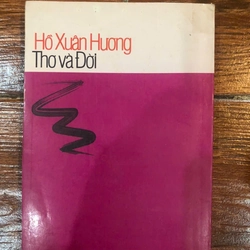 Hồ Xuân Hương
Thơ và Đời